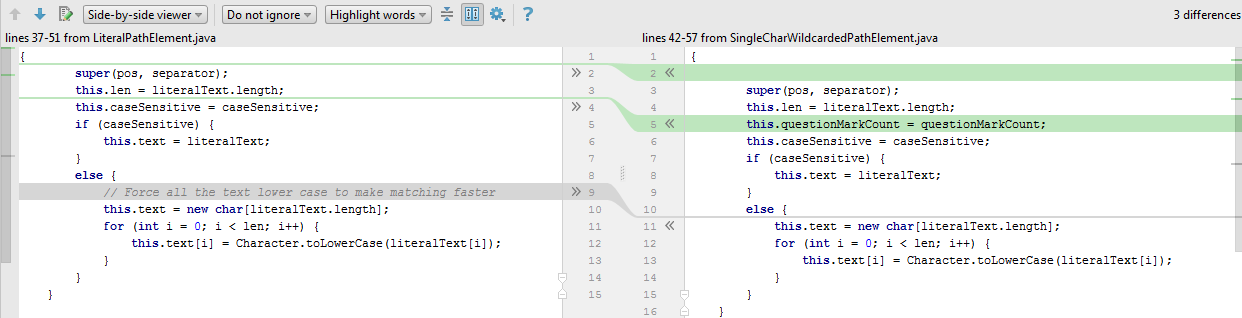 Side-by-side viewer Do not ignore Highlight words ? 3 differences
lines 37-51 from LiteralPathElement.java lines 42-57 from SingleCharWildcardedPathElement.java
{ 1 1 {
super(pos, separator); 2 2
this.len = literalText.length; 3 3 super(pos, separator);
this.caseSensitive = caseSensitive; 4 4 this.len = literalText.length;
if (caseSensitive) { 5 5 this.questionMarkCount = questionMarkCount;
this.text = literalText; 6 6 this.caseSensitive = caseSensitive;
} 7 7 if (caseSensitive) {
else { 8 8 this.text = literalText;
// Force all the text lower case to make matching faster 9 9 }
this.text = new char[literalText.length]; 10 10 else {
for (int i = 0; i < len; i++) { 11 11 this.text = new char[literalText.length];
this.text[i] = Character.toLowerCase(literalText[i]); 12 12 for (int i = 0; i < len; i++) {
} 13 13 this.text[i] = Character.toLowerCase(literalText[i]);
} 14 14 }
} 15 15 }
16 }